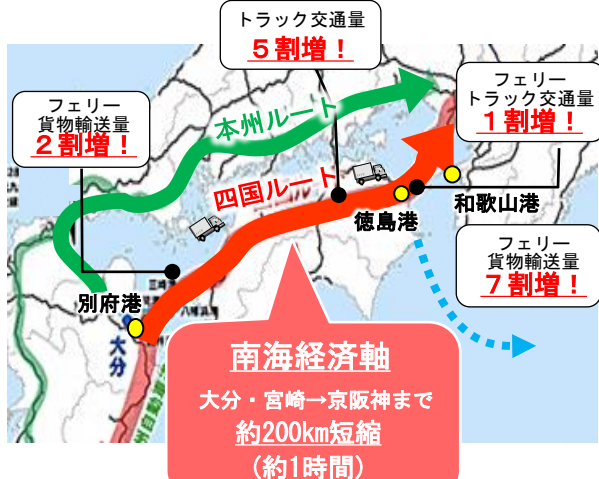 トラック交通量
5割増！
フェリー
貨物輸送量
2割増！
フェリー
トラック交通量
1割増！
本州ルート
四国ルート
徳島港
和歌山港
フェリー
貨物輸送量
7割増！
別府港
大分
南海経済軸
大分・宮崎→京阪神まで
約200km短縮
(約1時間)